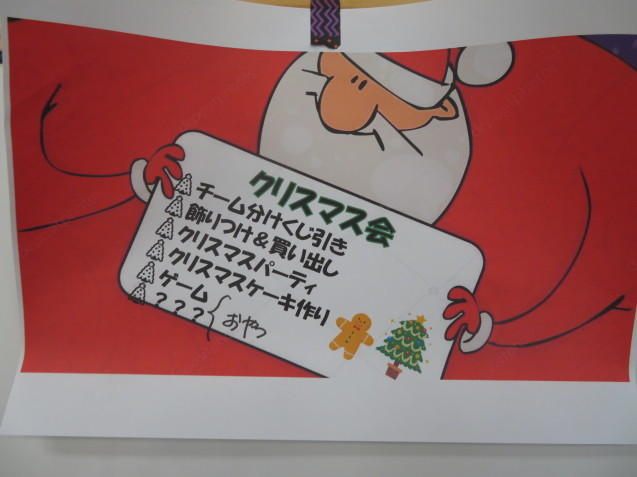 クリスマス会
チーム分けくじ引き
飾りつけ&買い出し
クリスマスパーティ
クリスマスケーキ作り
ゲーム
???
おやつ